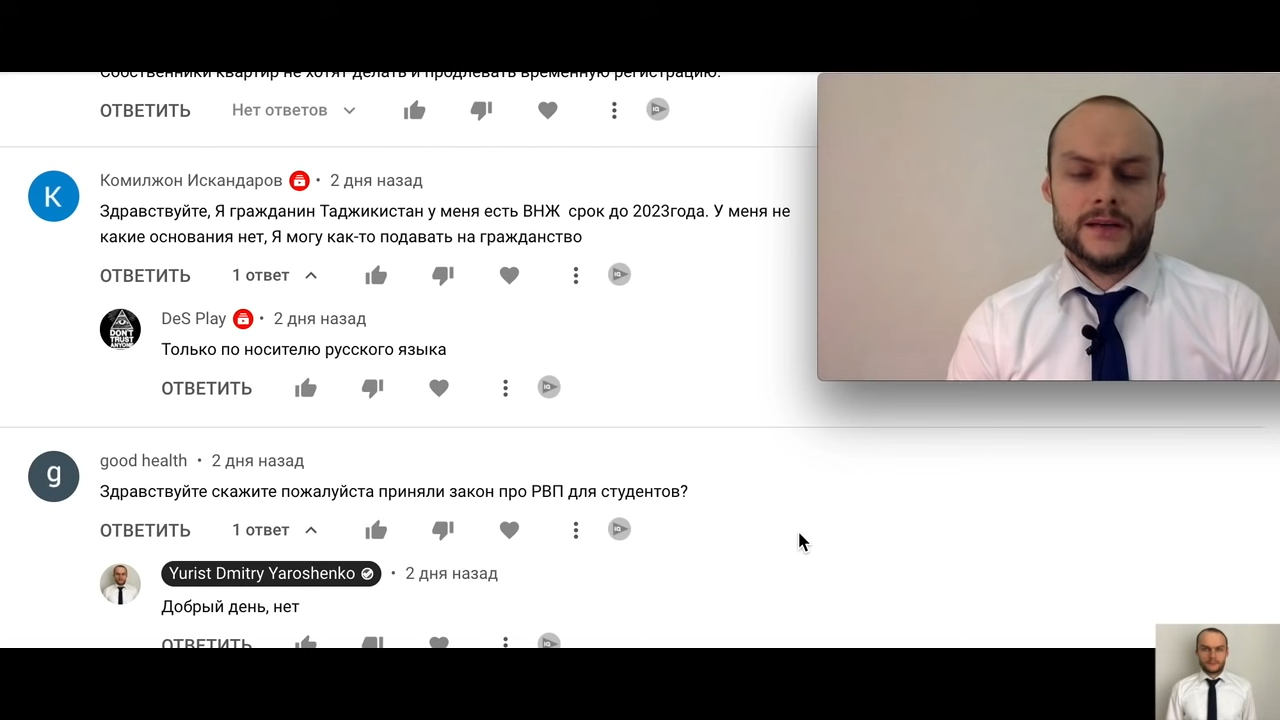 Собственники квартир не хотят делать и продлевать временную регистрацию.
ОТВЕТИТЬ Нет ответов
К
Комилжон Искандаров • 2 дня назад
Здравствуйте, Я гражданин Таджикистан у меня есть ВНЖ срок до 2023года. У меня не
какие основания нет, Я могу как-то подавать на гражданство
ОТВЕТИТЬ 1 ответ
DON'T
TRUST
ANYONE
DeS Play • 2 дня назад
Только по носителю русского языка
ОТВЕТИТЬ
g
good health • 2 дня назад
Здравствуйте скажите пожалуйста приняли закон про РВП для студентов?
ОТВЕТИТЬ 1 ответ
Yurist Dmitry Yaroshenko • 2 дня назад
Добрый день, нет
ОТВЕТИТЬ